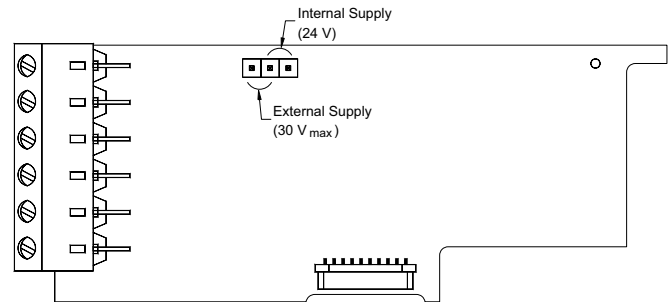 Internal Supply
(24 V)
External Supply
(30 V max)